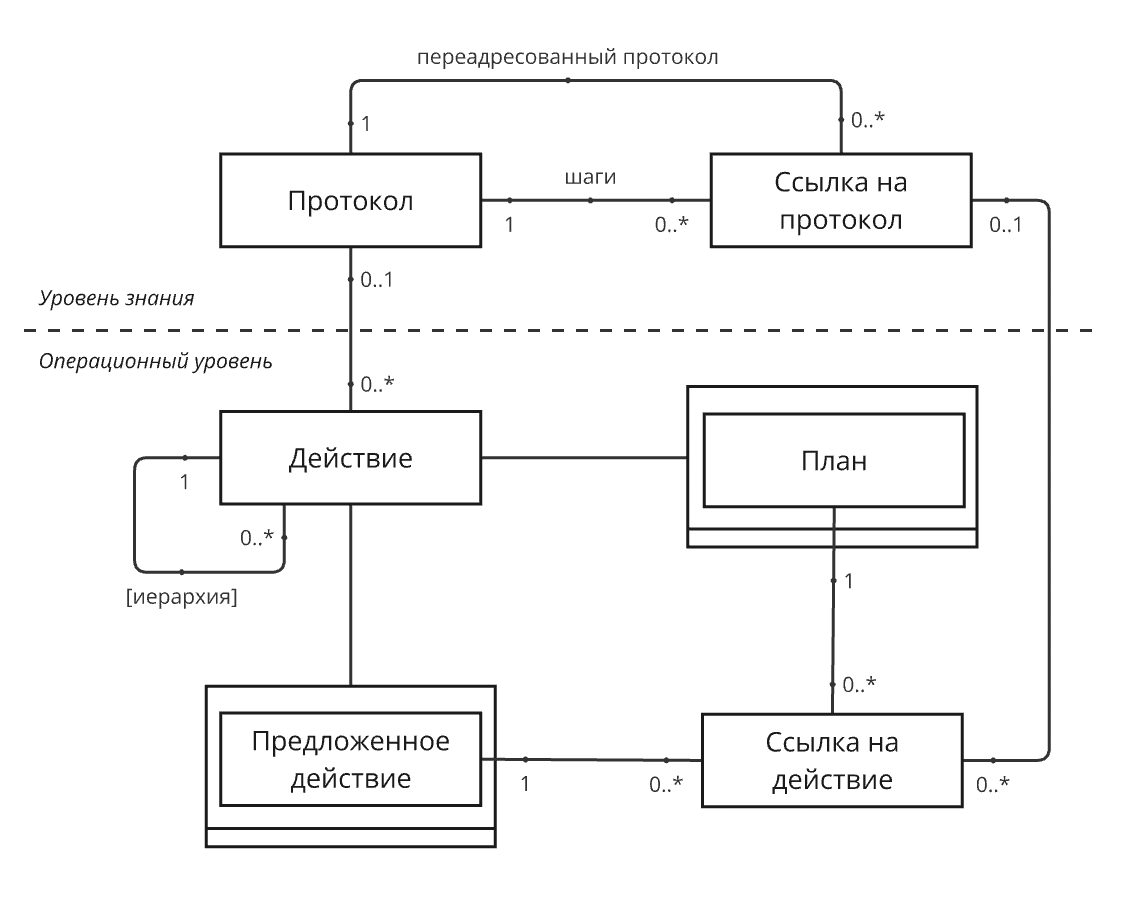 переадресованный протокол
1
0..*
Протокол
шаги
1
0..*
Ссылка на
протокол
0..1
0..1
Уровень знания
Операционный уровень
0..*
Действие
1
0..*
[иерархия]
План
1
0..*
Предложенное
действие
1
0..*
Ссылка на
действие
0..*